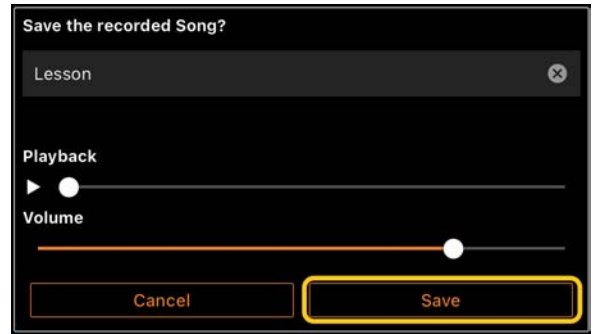 Save the recorded Song?
Lesson
Playback
Volume
Cancel Save